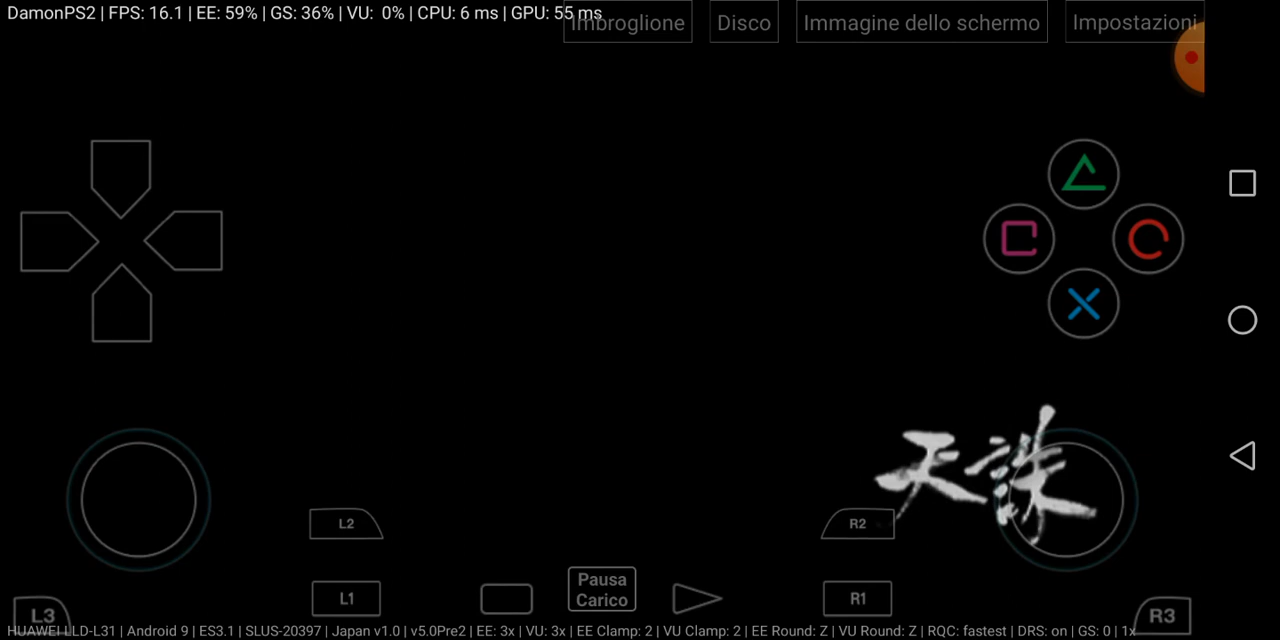 DamonPS2 | FPS: 16.1 | EE: 59% | GS: 36% | VU:  0% | CPU: 6 ms | GPU: 55 ms
Imbroglione
Disco
Immagine dello schermo
Impostazioni
天誅
L2
R2
L1
Pausa
Carico
R1
L3
R3
HUAWEI LLD-L31 | Android 9 | ES3.1 | SLUS-20397 | Japan v1.0 | v5.0Pre2 | EE: 3x | VU: 3x | EE Clamp: 2 | VU Clamp: 2 | EE Round: Z | VU Round: Z | RQC: fastest | DRS: on | GS: 0 | 1x